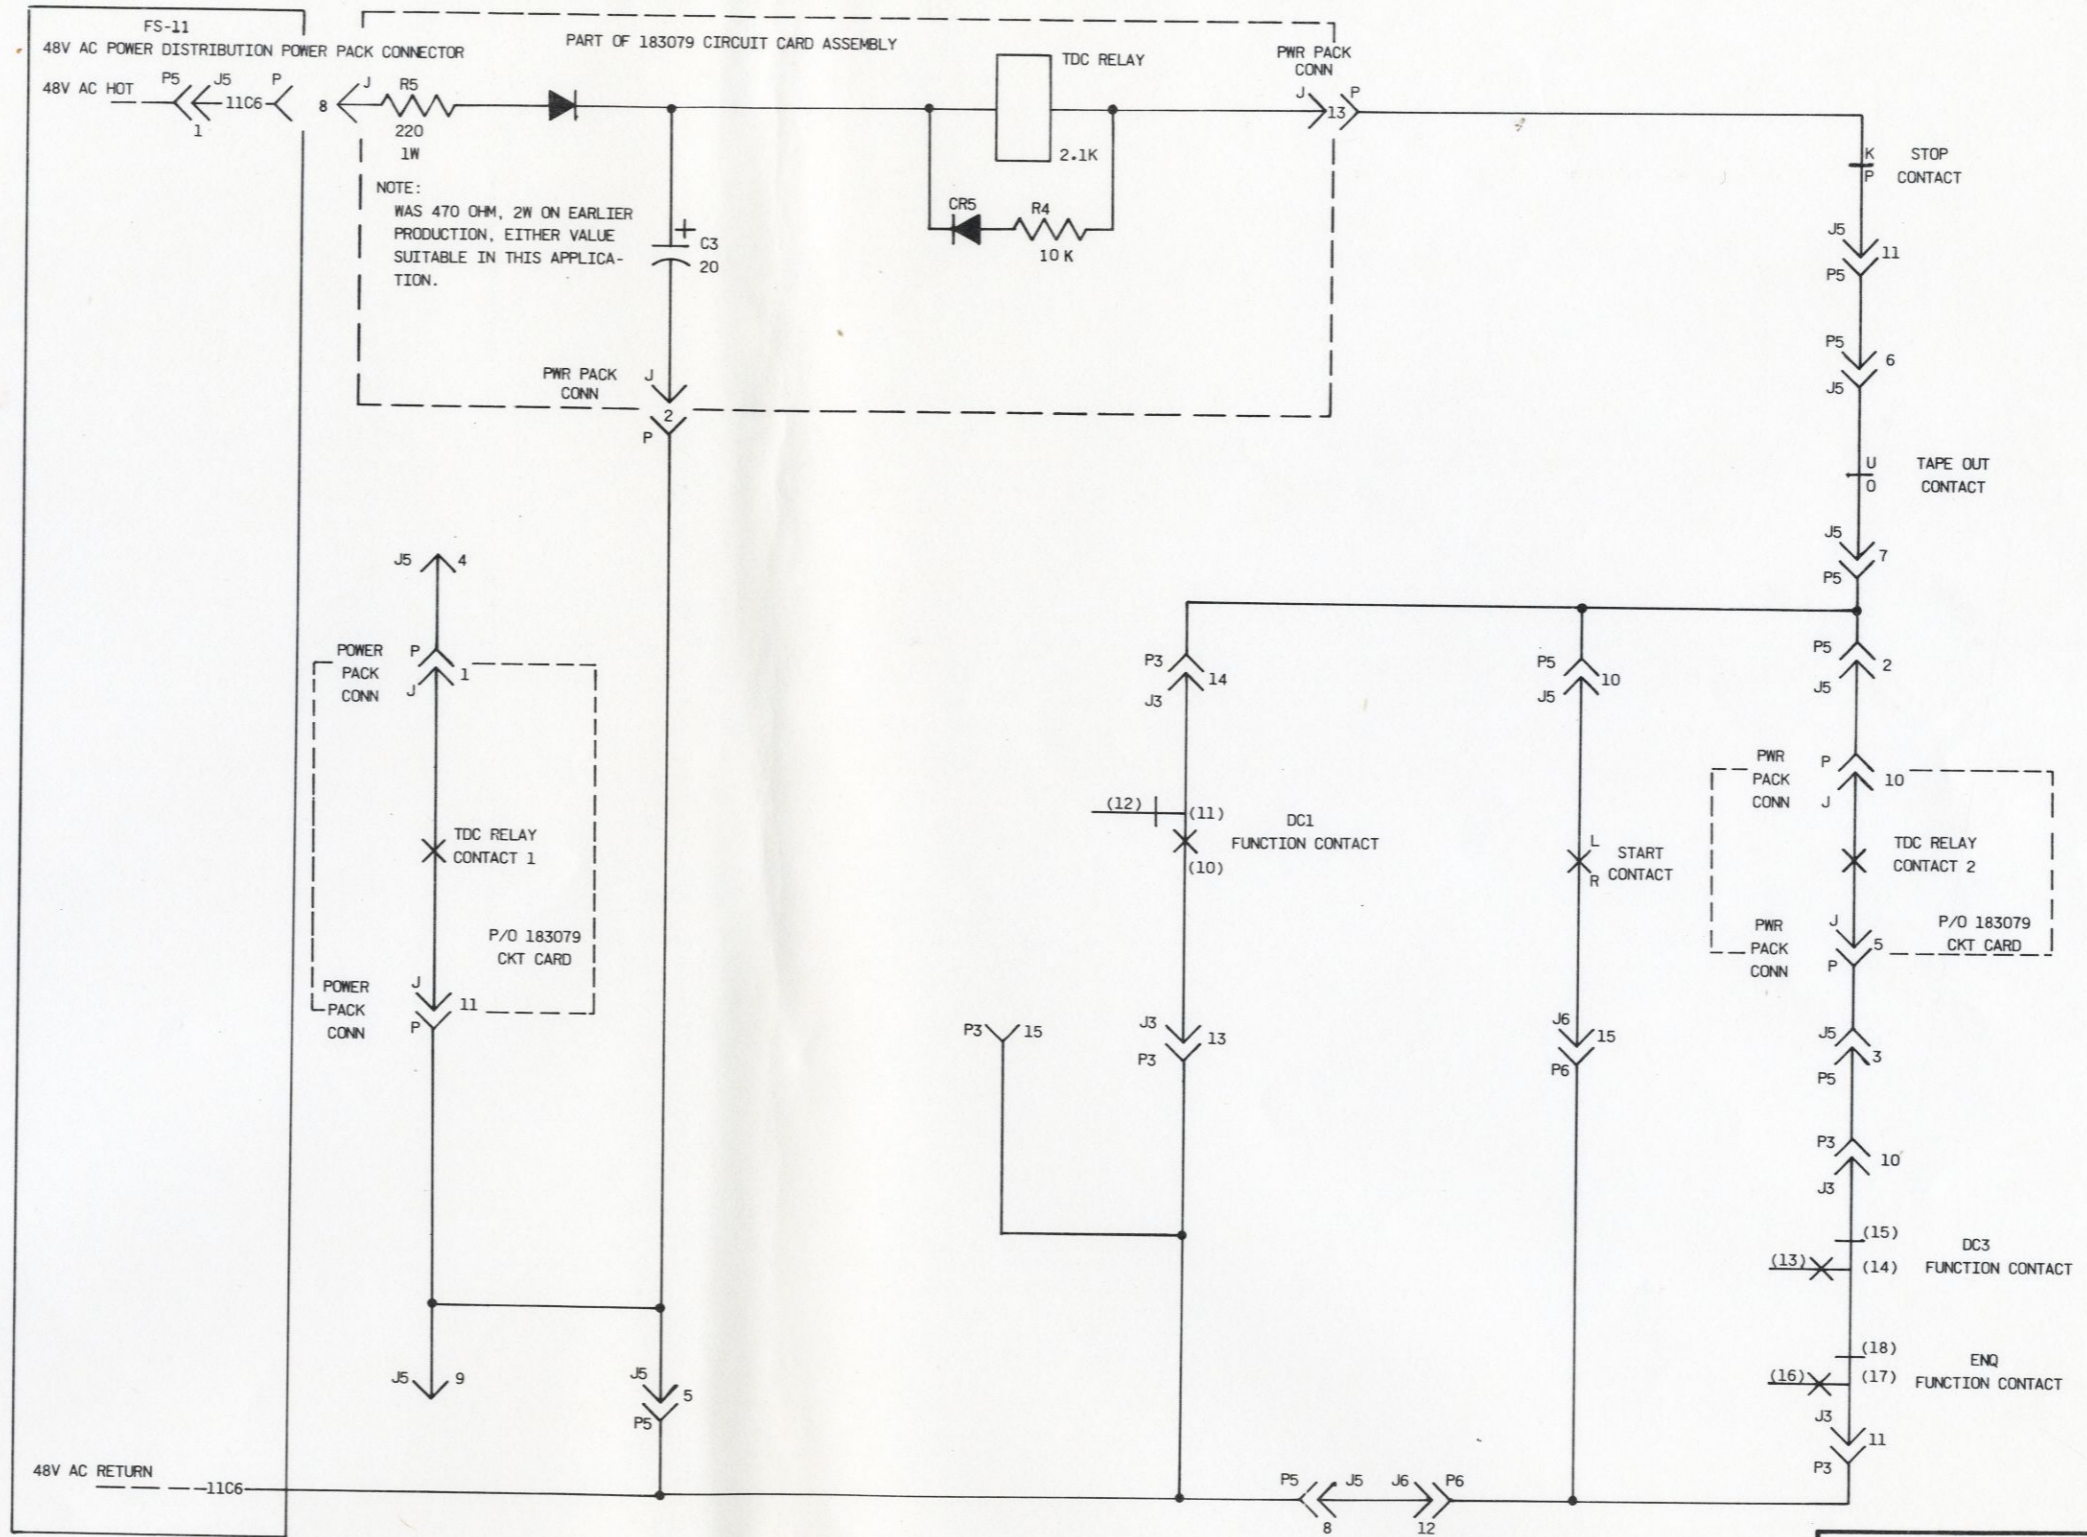 FS-11
48V AC POWER DISTRIBUTION POWER PACK CONNECTOR
48V AC HOT
P5
J5
11C6
P
1
8
J
R5
220
1W
NOTE:
WAS 470 OHM, 2W ON EARLIER
PRODUCTION, EITHER VALUE
SUITABLE IN THIS APPLICA-
TION.
PART OF 183079 CIRCUIT CARD ASSEMBLY
+
C3
20
TDC RELAY
2.1K
CR5
R4
10 K
PWR PACK
CONN
J
13
P
PWR PACK
CONN
J
2
P
K
P
STOP
CONTACT
J5
11
P5
P5
6
J5
U
O
TAPE OUT
CONTACT
J5
7
P5
J5
4
POWER
PACK
CONN
P
1
J
TDC RELAY
CONTACT 1
P/O 183079
CKT CARD
POWER
PACK
CONN
J
11
P
J5
9
J5
5
P5
P3
14
J3
(12)
(11)
(10)
DC1
FUNCTION CONTACT
P3
15
J3
13
P3
P5
10
J5
L
R
START
CONTACT
J6
15
P6
P5
2
J5
PWR
PACK
CONN
P
10
J
TDC RELAY
CONTACT 2
P/O 183079
CKT CARD
PWR
PACK
CONN
J
5
P
J5
3
P5
P3
10
J3
(15)
(13)
(14)
DC3
FUNCTION CONTACT
(18)
(16)
(17)
ENQ
FUNCTION CONTACT
J3
11
P3
48V AC RETURN
11C6
P5
J5
8
J6
P6
12